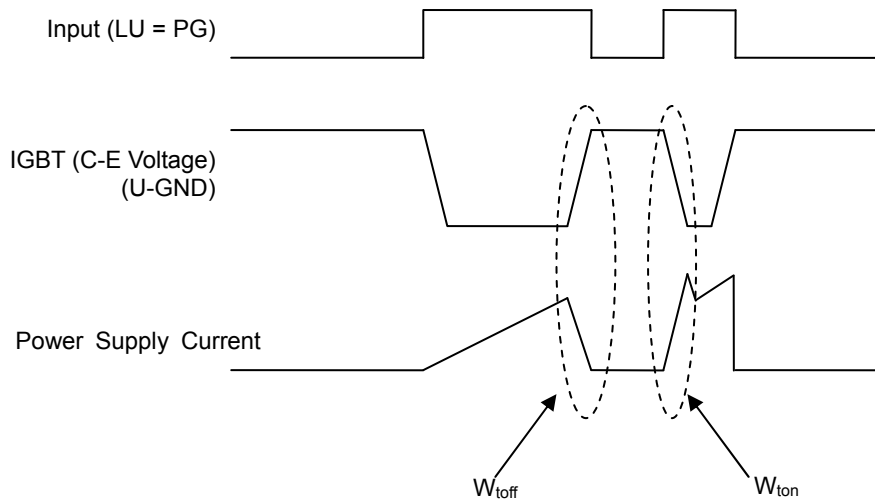 Input (LU = PG)
IGBT (C-E Voltage)
(U-GND)
Power Supply Current
Wtoff
Wton